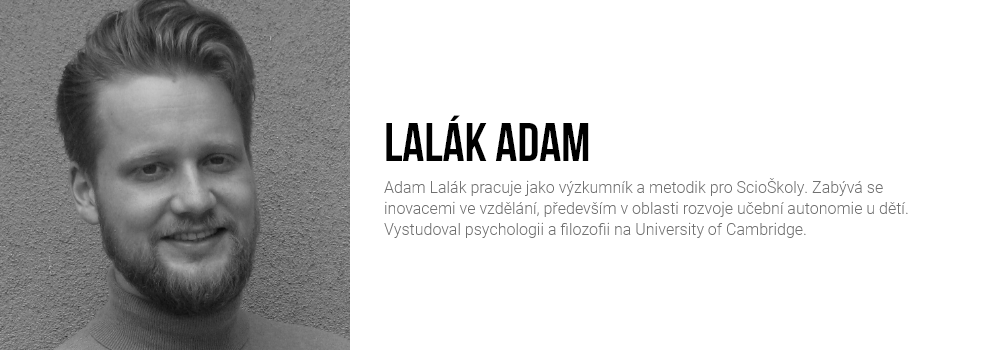 LALÁK ADAM
Adam Lalák pracuje jako výzkumník a metodik pro ScioŠkoly. Zabývá se
inovacemi ve vzdělání, především v oblasti rozvoje učební autonomie u dětí.
Vystudoval psychologii a filozofii na University of Cambridge.